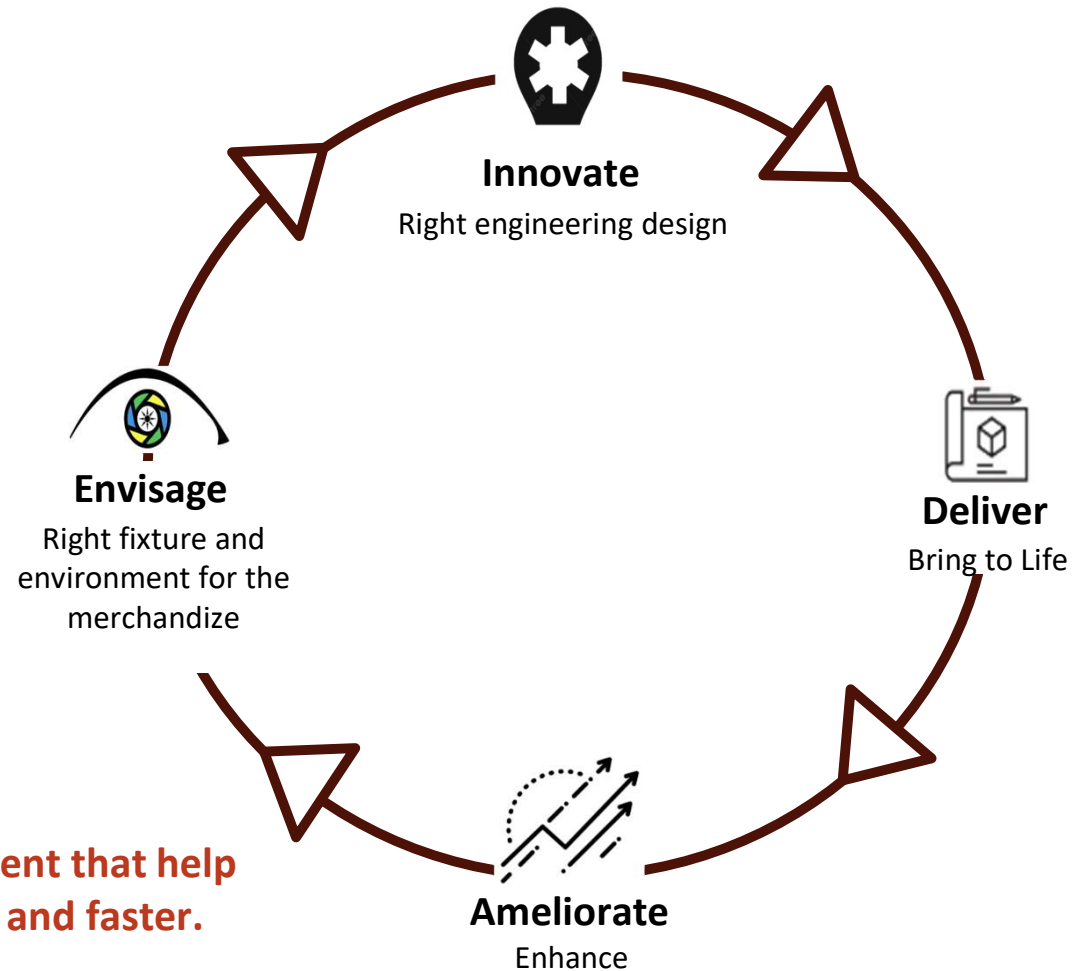 Innovate
Right engineering design
Envisage
Right fixture and
environment for the
merchandize
Deliver
Bring to Life
ent that help
and faster.
Ameliorate
Enhance